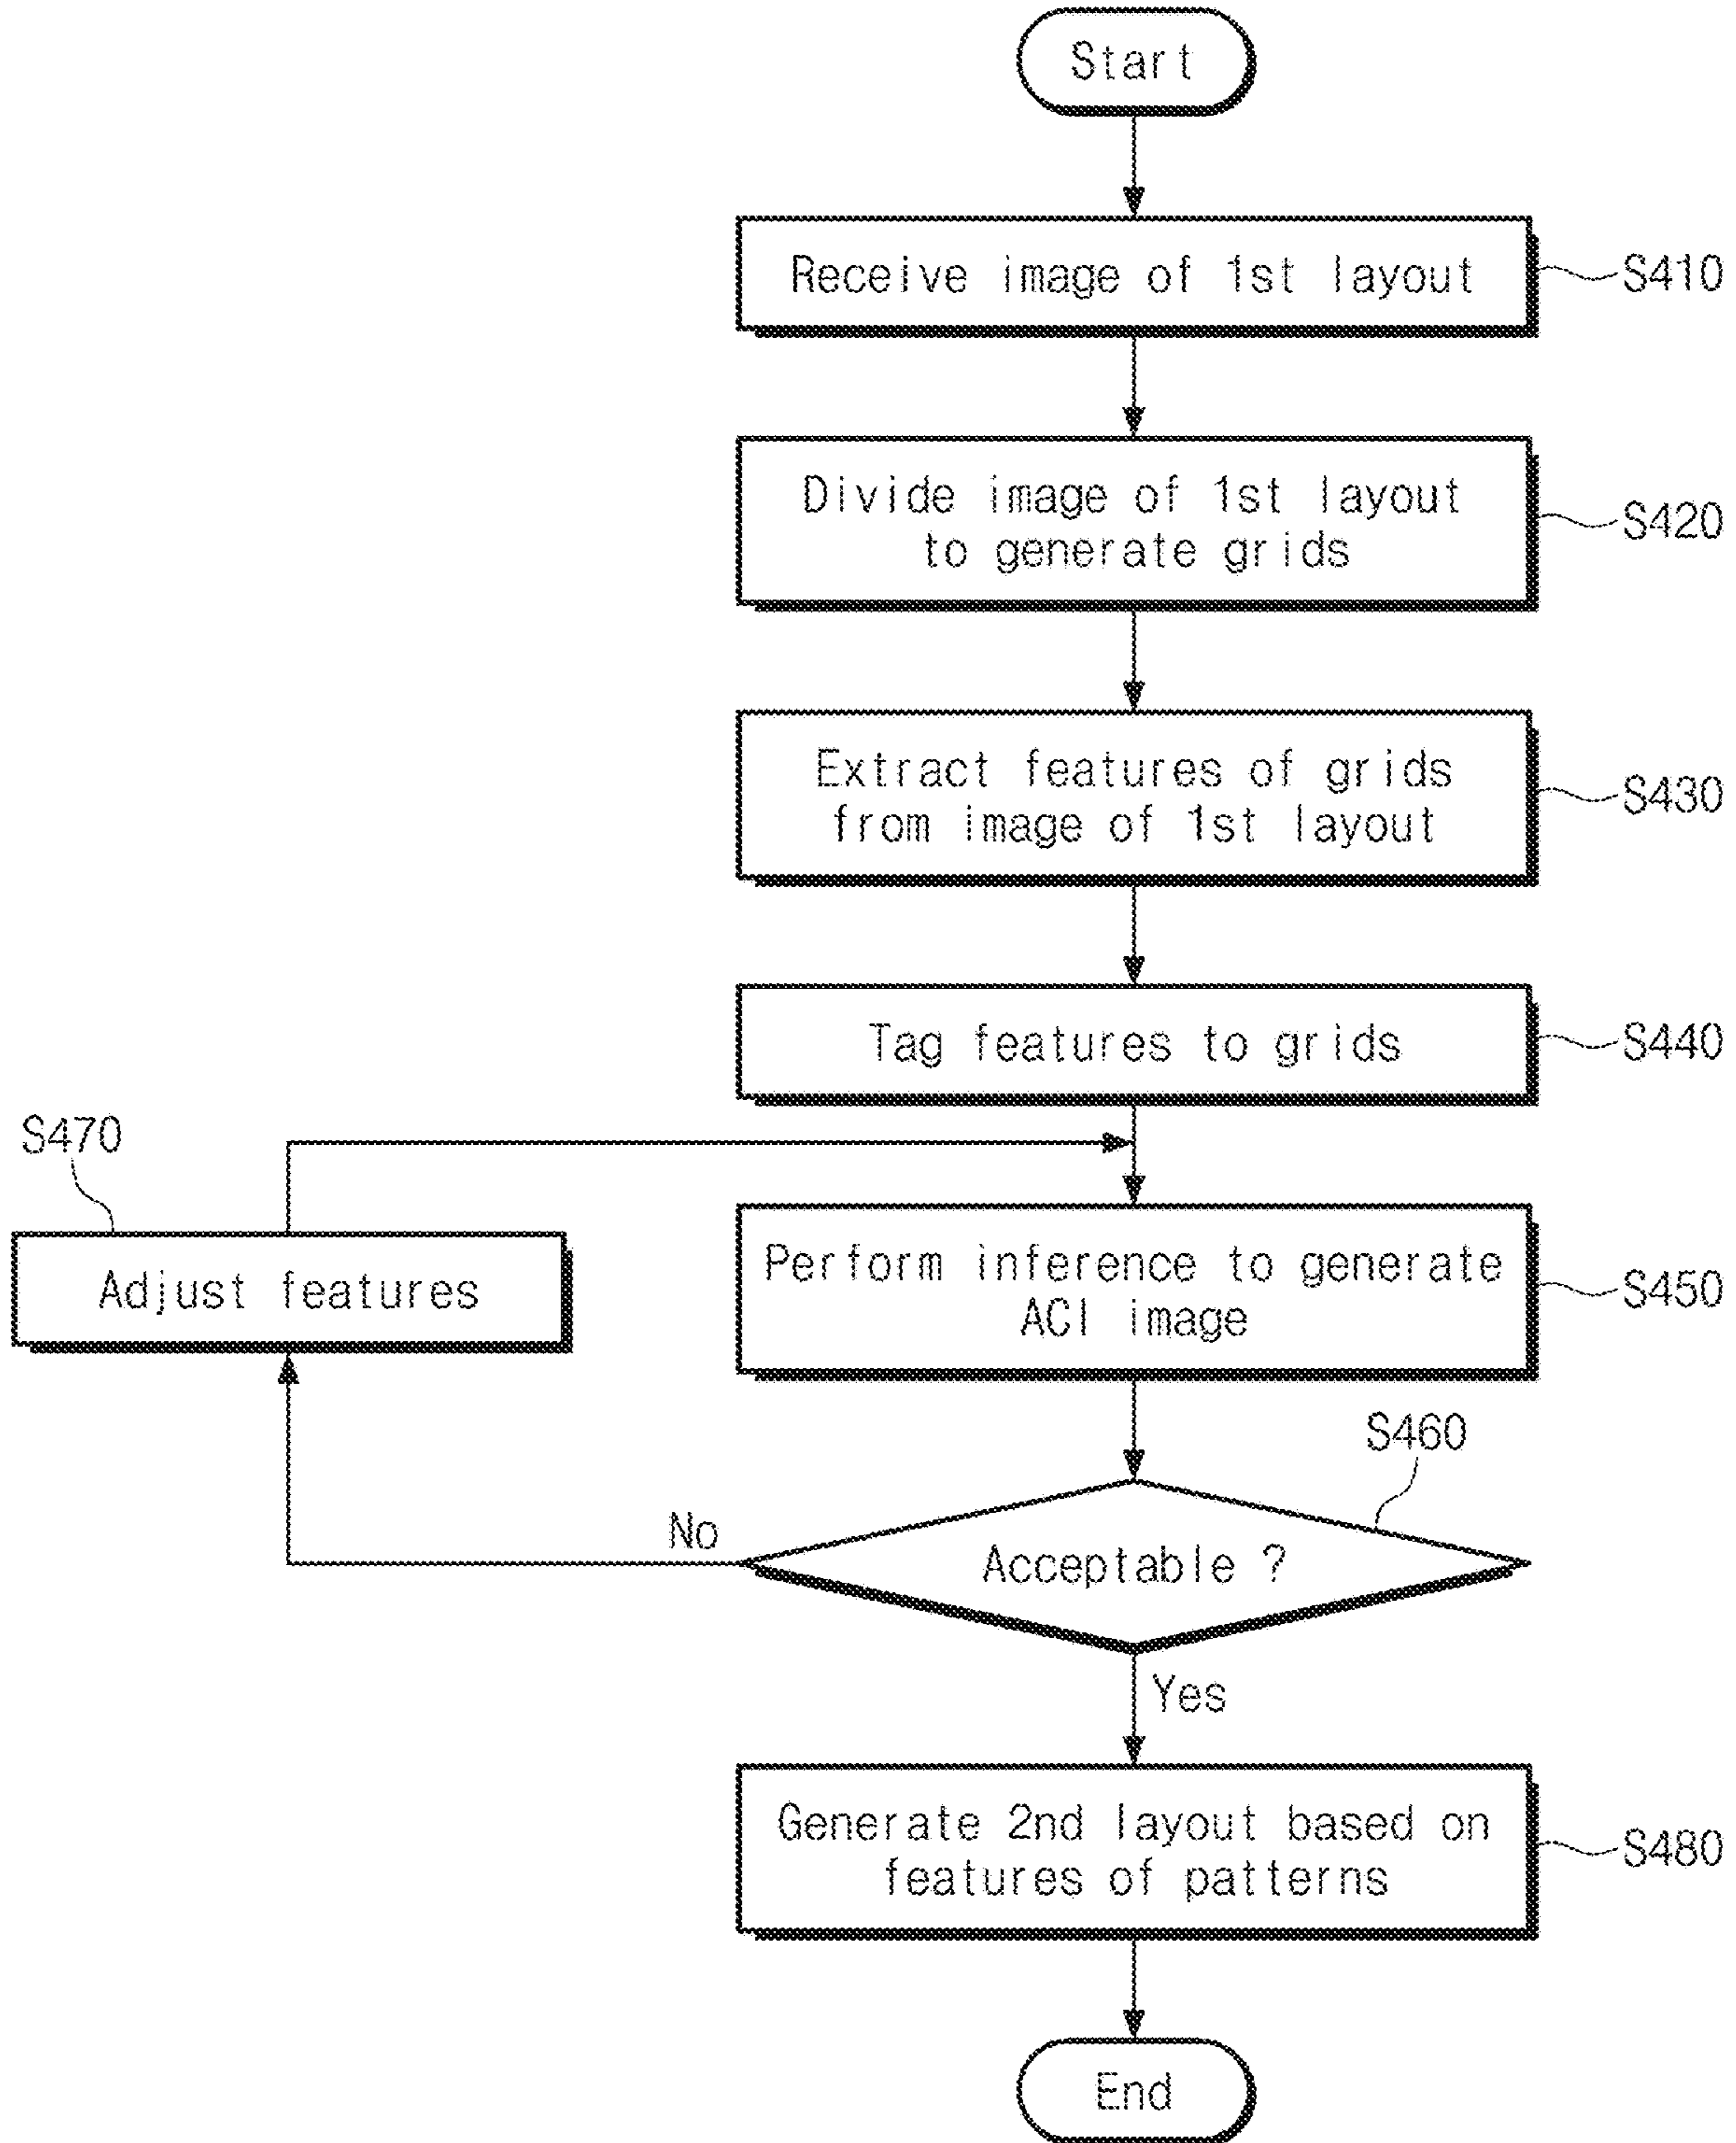 Start
Receive image of 1st layout
S410
Divide image of 1st layout
to generate grids
S420
Extract features of grids
from image of 1st layout
S430
Tag features to grids
S440
S470
Adjust features
Perform inference to generate
ACI image
S450
S460
No
Acceptable ?
Yes
Generate 2nd layout based on
features of patterns
S480
End